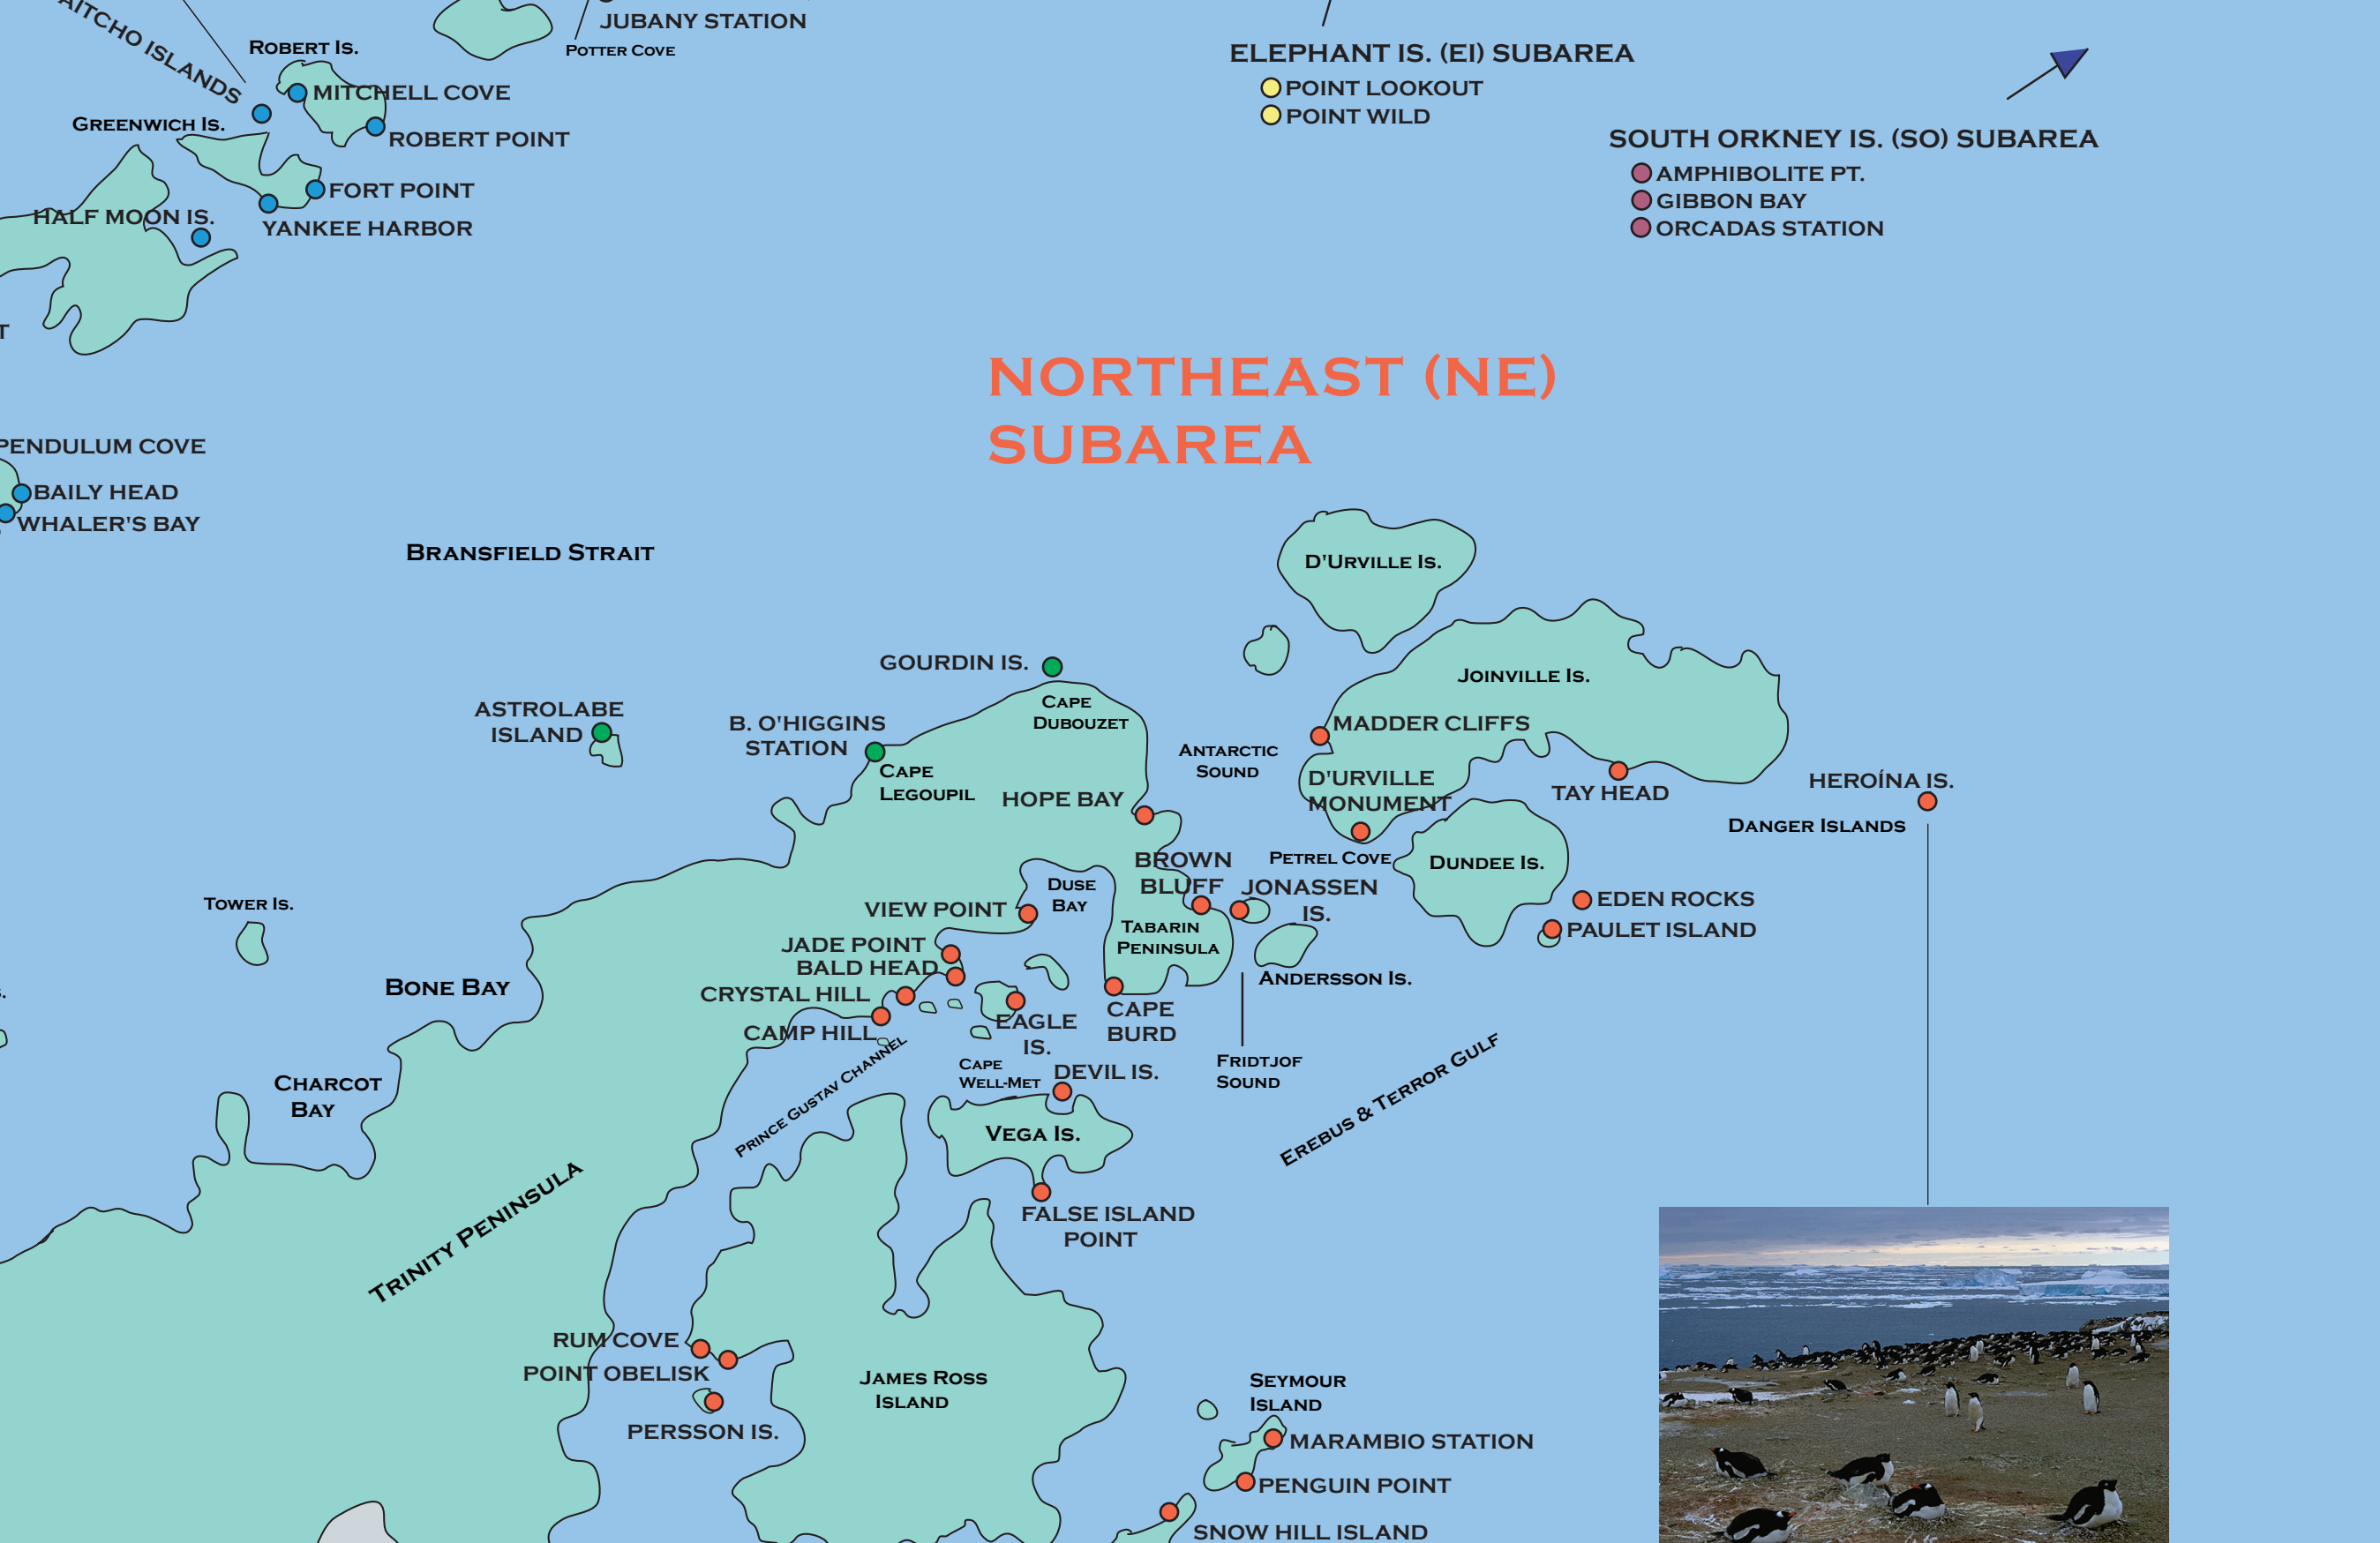 AITCHO ISLANDS
ROBERT IS.
MITCHELL COVE
ROBERT POINT
GREENWICH IS.
FORT POINT
YANKEE HARBOR
HALF MOON IS.
JUBANY STATION
POTTER COVE
ELEPHANT IS. (EI) SUBAREA
POINT LOOKOUT
POINT WILD
SOUTH ORKNEY IS. (SO) SUBAREA
AMPHIBOLITE PT.
GIBBON BAY
ORCADAS STATION
T
NORTHEAST (NE)
SUBAREA
PENDULUM COVE
BAILY HEAD
WHALER'S BAY
BRANSFIELD STRAIT
D'URVILLE IS.
JOINVILLE IS.
GOURDIN IS.
CAPE
DUBOUZET
ASTROLABE
ISLAND
B. O'HIGGINS
STATION
CAPE
LEGOUPIL
HOPE BAY
ANTARCTIC
SOUND
MADDER CLIFFS
D'URVILLE
MONUMENT
TAY HEAD
HEROÍNA IS.
DANGER ISLANDS
PETREL COVE
DUNDEE IS.
BROWN
BLUFF
JONASSEN
IS.
EDEN ROCKS
PAULET ISLAND
DUSE
BAY
VIEW POINT
TABARIN
PENINSULA
JADE POINT
BALD HEAD
CRYSTAL HILL
CAMP HILL
ANDERSSON IS.
EAGLE
IS.
CAPE
BURD
TOWER IS.
BONE BAY
CHARCOT
BAY
PRINCE GUSTAV CHANNEL
CAPE
WELL-MET
DEVIL IS.
FRIDTJOF
SOUND
EREBUS & TERROR GULF
VEGA IS.
TRINITY PENINSULA
FALSE ISLAND
POINT
RUM COVE
POINT OBELISK
PERSSON IS.
JAMES ROSS
ISLAND
SEYMOUR
ISLAND
MARAMBIO STATION
PENGUIN POINT
SNOW HILL ISLAND